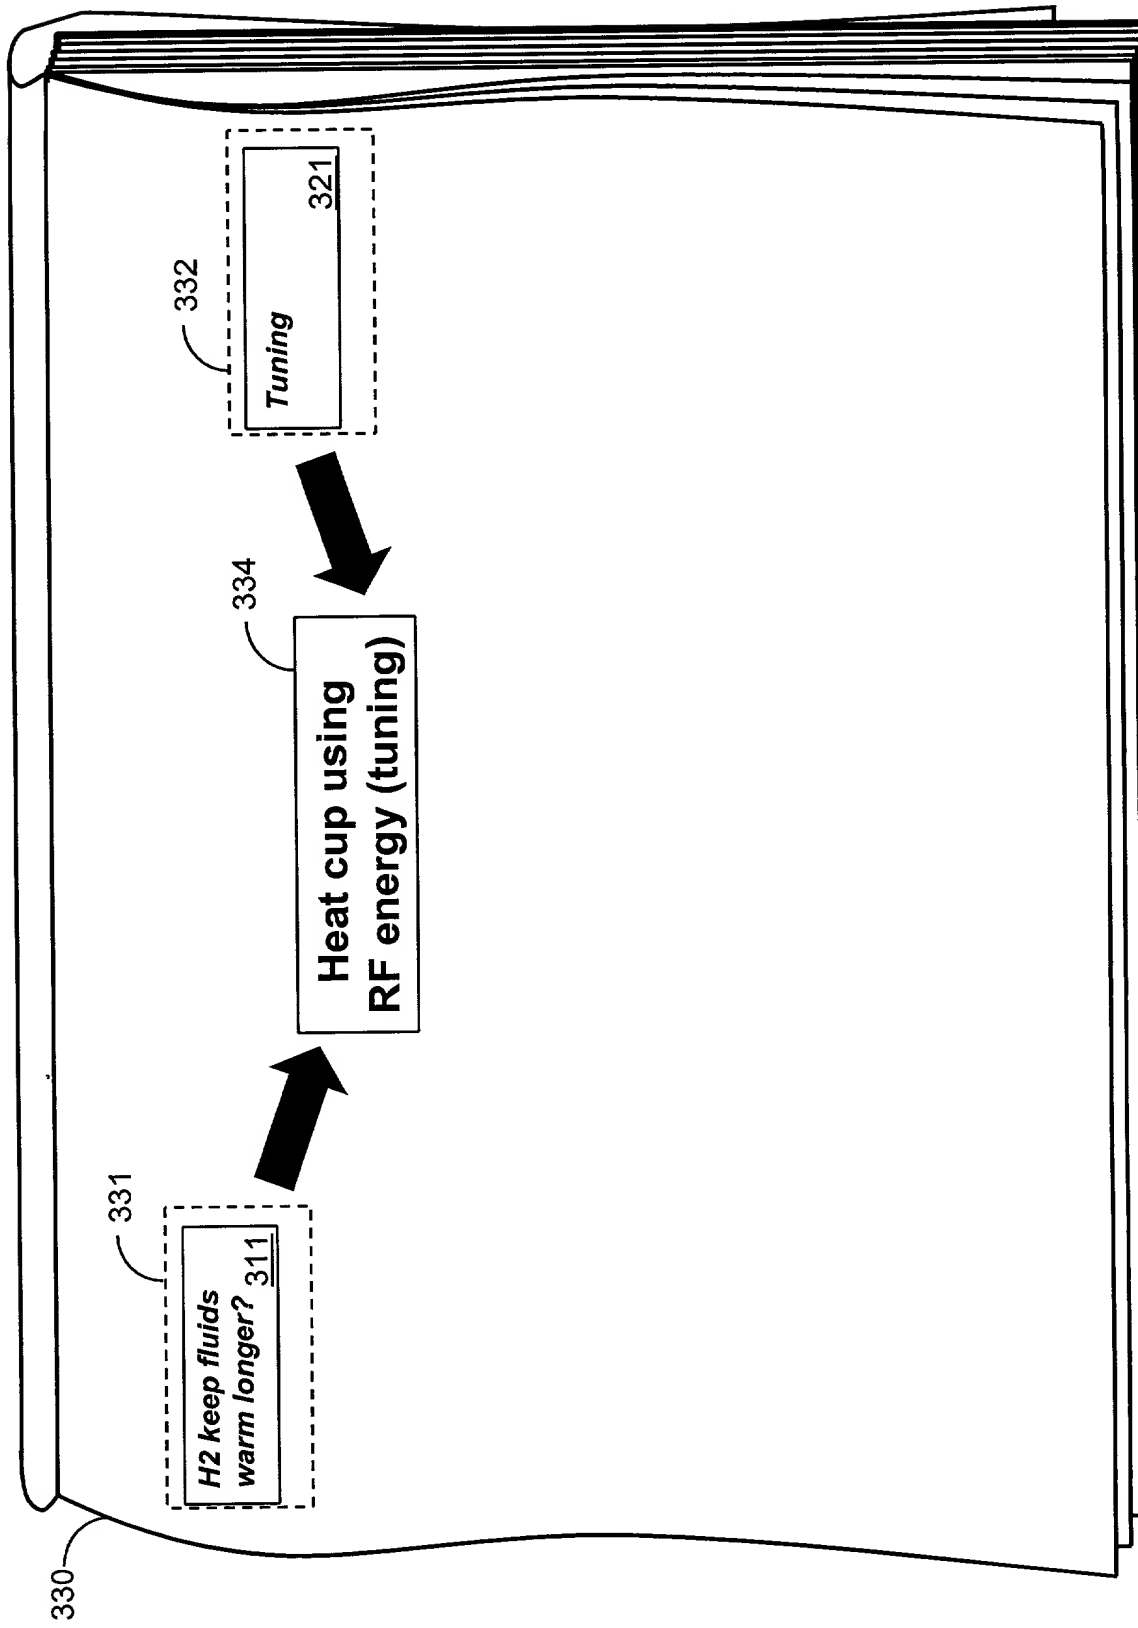 330
331
H2 keep fluids
warm longer?
311
334
Heat cup using
RF energy (tuning)
332
Tuning
321